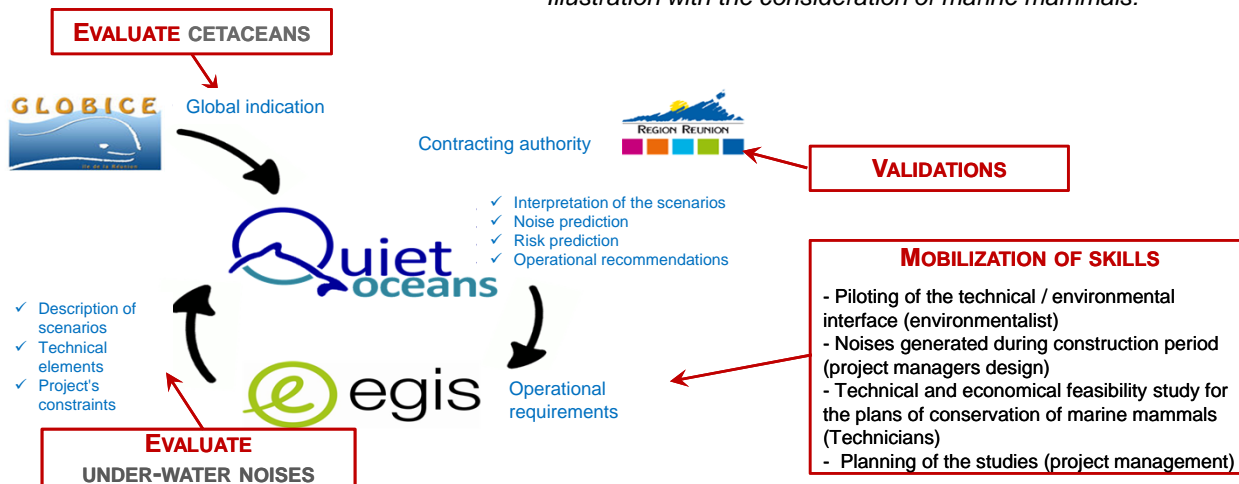 Illustration with the consideration of marine mammals.
EVALUATE CETACEANS
GLOBICE
Ile de la Réunion
Global indication
Contracting authority
REGION REUNION
VALIDATIONS
✓ Interpretation of the scenarios
✓ Noise prediction
✓ Risk prediction
✓ Operational recommendations
Quiet
oceans
MOBILIZATION OF SKILLS
- Piloting of the technical / environmental
interface (environmentalist)
- Noises generated during construction period
(project managers design)
- Technical and economical feasibility study for
the plans of conservation of marine mammals
(Technicians)
- Planning of the studies (project management)
✓ Description of
scenarios
✓ Technical
elements
✓ Project's
constraints
e egis
Operational
requirements
EVALUATE
UNDER-WATER NOISES